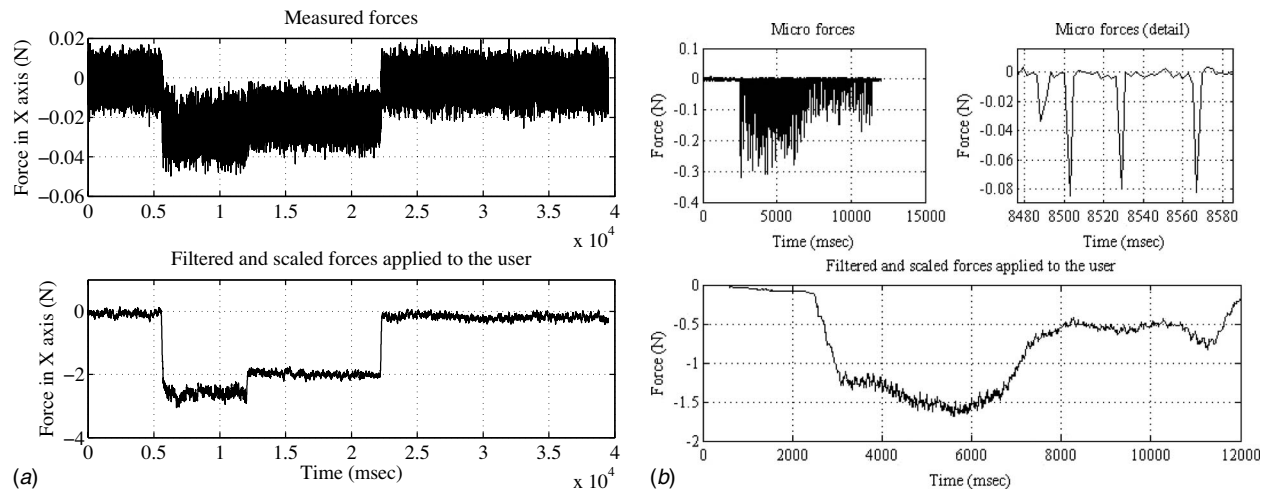 Measured forces
Force in X axis (N)
0.02
0
−0.02
−0.04
−0.06
0 0.5 1 1.5 2 2.5 3 3.5 4
x 10^4
Filtered and scaled forces applied to the user
Force in X axis (N)
0
−2
−4
0 0.5 1 1.5 2 2.5 3 3.5 4
Time (msec)
x 10^4
(a)
Micro forces
Force (N)
0.1
0
-0.1
-0.2
-0.3
-0.4
0 5000 10000 15000
Time (msec)
Micro forces (detail)
Force (N)
0
-0.02
-0.04
-0.06
-0.08
8480 8500 8520 8540 8560 8580
Time (msec)
Filtered and scaled forces applied to the user
Force (N)
0
-0.5
-1
-1.5
-2
0 2000 4000 6000 8000 10000 12000
Time (msec)
(b)